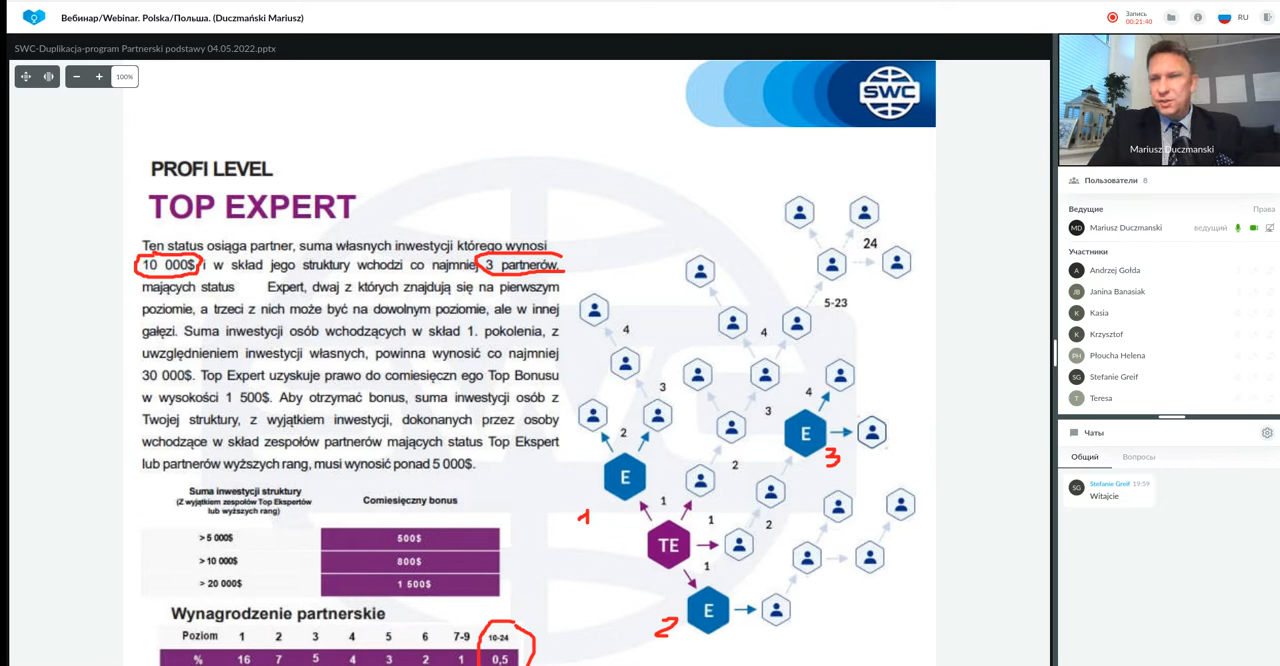 Вебинар/Webinar. Polska/Польша. (Duczmański Mariusz)
Запись
00:21:40
RU
SWC-Duplikacja-program Partnerski podstawy 04.05.2022.pptx
100%
SWC
PROFI LEVEL
TOP EXPERT
Ten status osiąga partner, suma własnych inwestycji którego wynosi
10 000$ i w skład jego struktury wchodzi co najmniej 3 partnerów,
mających status Expert, dwaj z których znajdują się na pierwszym
poziomie, a trzeci z nich może być na dowolnym poziomie, ale w innej
gałęzi. Suma inwestycji osób wchodzących w skład 1. pokolenia, z
uwzględnieniem inwestycji własnych, powinna wynosić co najmniej
30 000$. Top Expert uzyskuje prawo do comiesięczn ego Top Bonusu
w wysokości 1 500$. Aby otrzymać bonus, suma inwestycji osób z
Twojej struktury, z wyjątkiem inwestycji, dokonanych przez osoby
wchodzące w skład zespołów partnerów mających status Top Ekspert
lub partnerów wyższych rang, musi wynosić ponad 5 000$.
Suma inwestycji struktury
(Z wyjątkiem zespołów Top Ekspertów
lub wyższych rang)
Comiesięczny bonus
> 5 000$ 500$
> 10 000$ 800$
> 20 000$ 1 500$
Wynagrodzenie partnerskie
Poziom 1 2 3 4 5 6 7-9 10-24
% 16 7 5 4 3 2 1 0,5
24
5-23
4
4
3
4
3
E
2
3
E
2
1
1
1
2
TE
1
E
2
Mariusz Duczmanski
Пользователи 8
Ведущие Права
MD Mariusz Duczmanski ведущий
Участники
A Andrzej Gołda
JB Janina Banasiak
K Kasia
K Krzysztof
PH Płoucha Helena
SG Stefanie Greif
T Teresa
Чаты
Общий Вопросы
SG Stefanie Greif 19:59
Witajcie